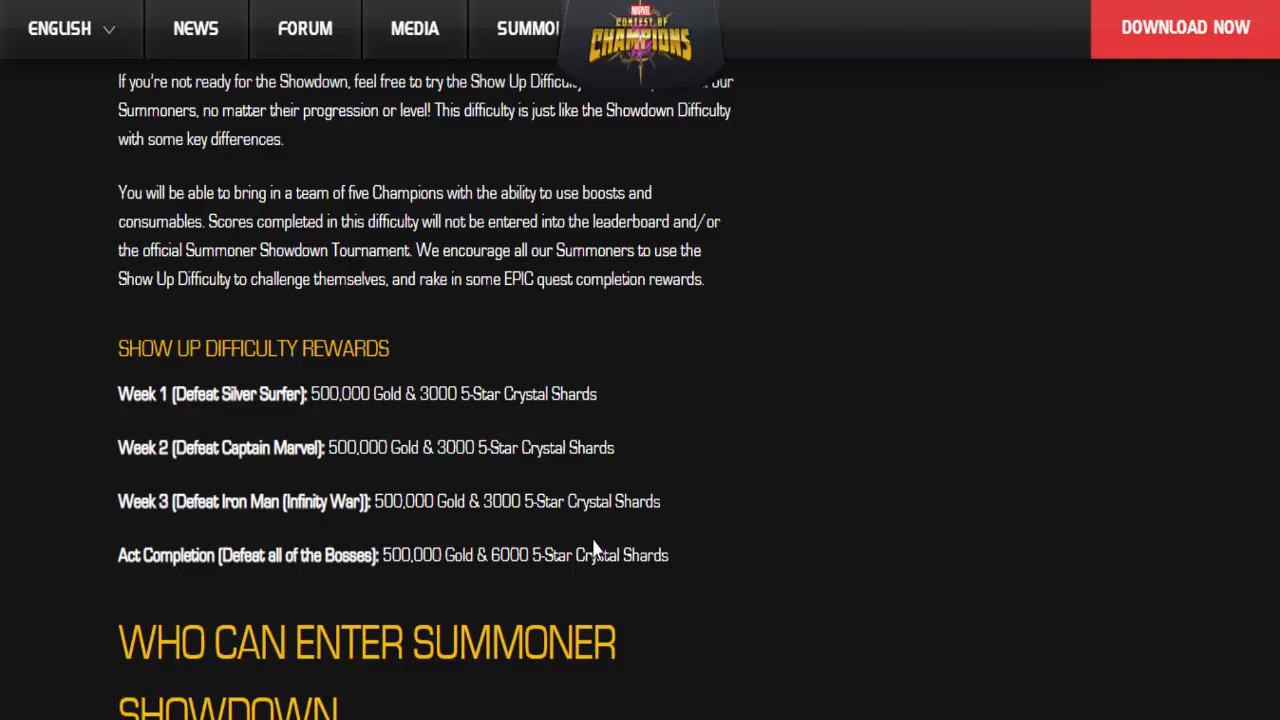 ENGLISH NEWS FORUM MEDIA DOWNLOAD NOW
MARVEL
CONTEST OF
CHAMPIONS
If you're not ready for the Showdown, feel free to try the Show Up
Summoners, no matter their progression or level! This difficulty is just like the Showdown Difficulty
with some key differences.
You will be able to bring in a team of five Champions with the ability to use boosts and
consumables. Scores completed in this difficulty will not be entered into the leaderboard and/or
the official Summoner Showdown Tournament. We encourage all our Summoners to use the
Show Up Difficulty to challenge themselves, and rake in some EPIC quest completion rewards.
SHOW UP DIFFICULTY REWARDS
Week 1 (Defeat Silver Surfer): 500,000 Gold & 3000 5-Star Crystal Shards
Week 2 (Defeat Captain Marvel): 500,000 Gold & 3000 5-Star Crystal Shards
Week 3 (Defeat Iron Man (Infinity War)): 500,000 Gold & 3000 5-Star Crystal Shards
Act Completion (Defeat all of the Bosses): 500,000 Gold & 6000 5-Star Crystal Shards
WHO CAN ENTER SUMMONER
SHOWDOWN